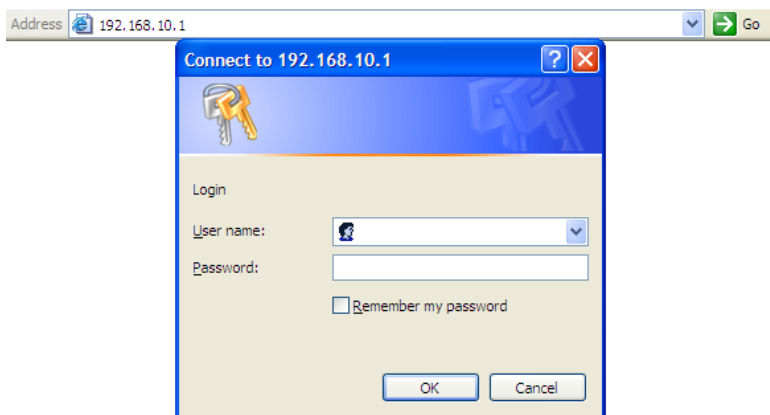 Address 192.168.10.1 Go
Connect to 192.168.10.1 ?
Login
User name:
Password:
Remember my password
OK Cancel